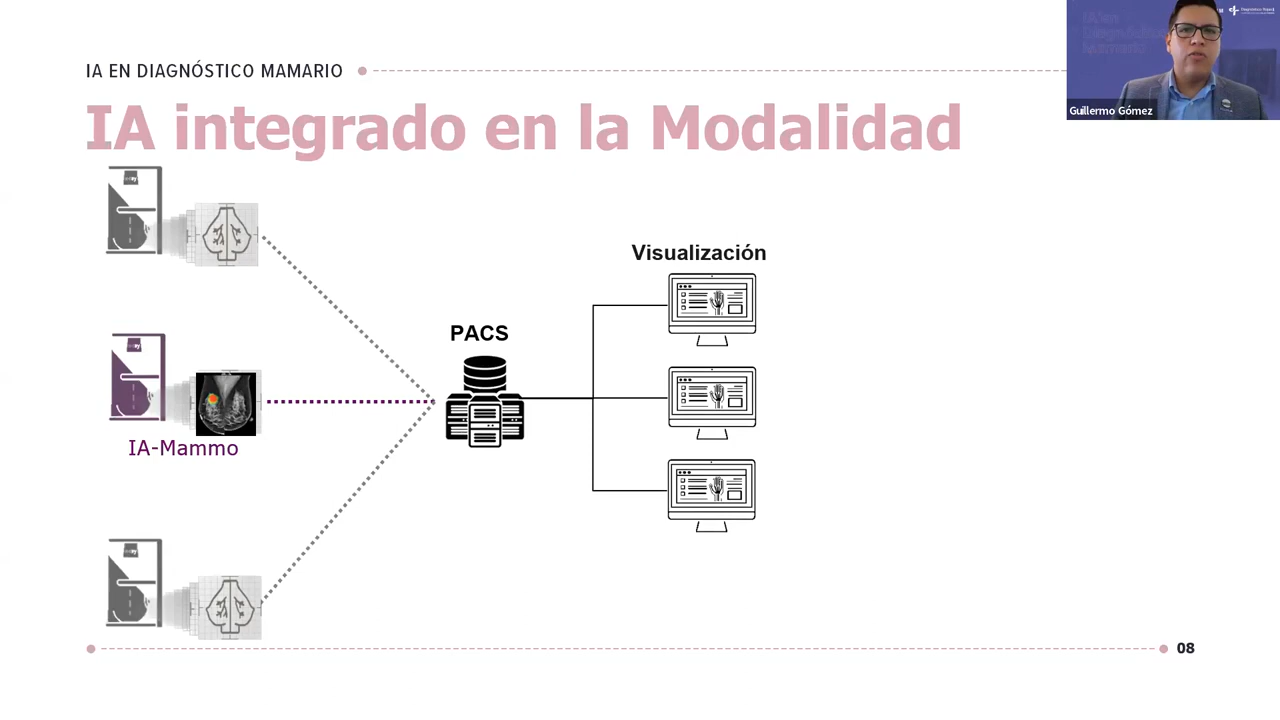 IA EN DIAGNÓSTICO MAMARIO
IA integrado en la Modalidad
Guillermo Gómez
Visualización
PACS
IA-Mammo
08